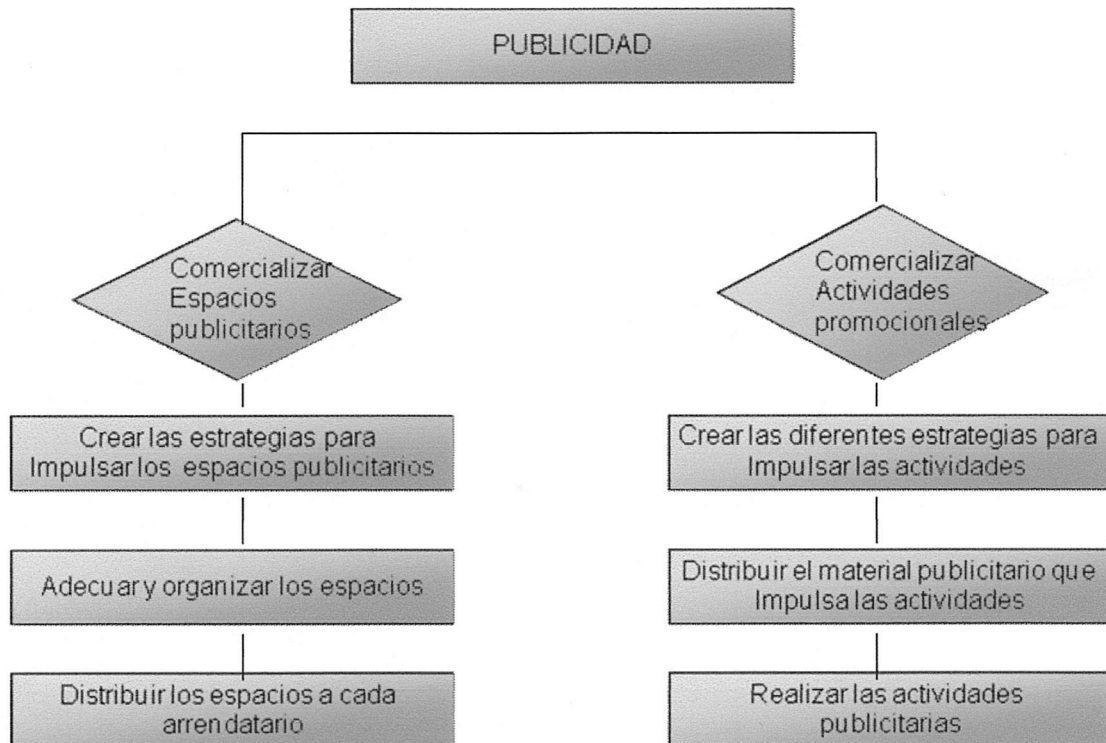 PUBLICIDAD
Comercializar
Espacios
publicitarios
Crear las estrategias para
Impulsar los espacios publicitarios
Adecuar y organizar los espacios
Distribuir los espacios a cada
arrendatario
Comercializar
Actividades
promocionales
Crear las diferentes estrategias para
Impulsar las actividades
Distribuir el material publicitario que
Impulsa las actividades
Realizar las actividades
publicitarias